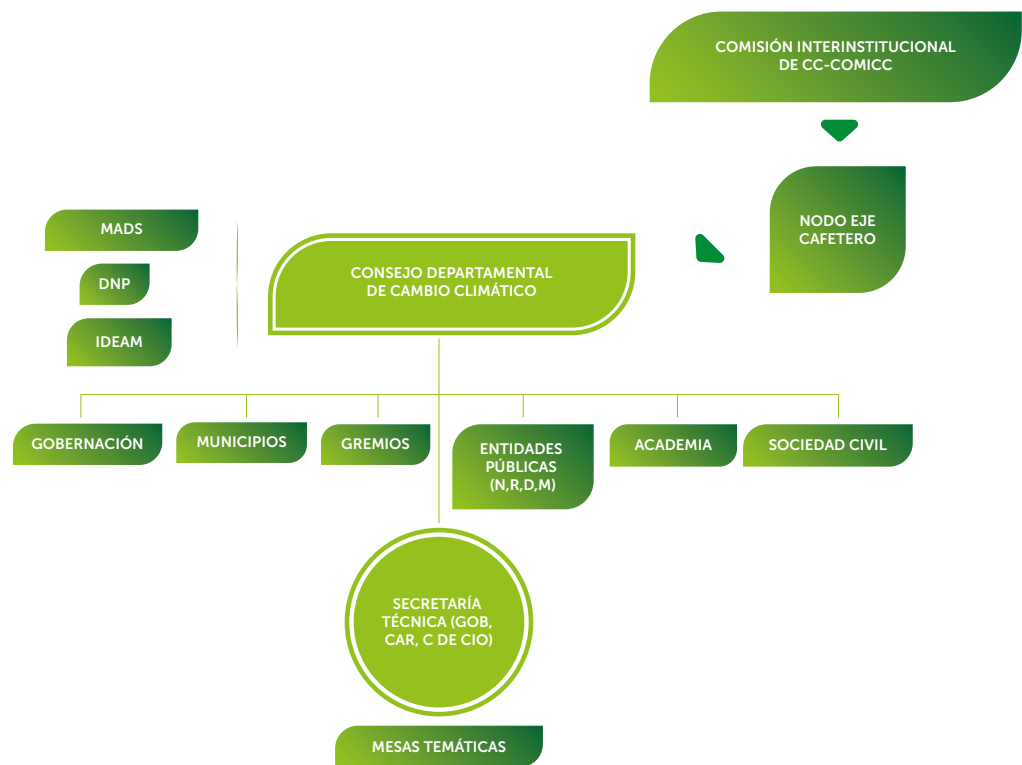 COMISIÓN INTERINSTITUCIONAL
DE CC-COMICC
NODO EJE
CAFETERO
MADS
DNP
IDEAM
CONSEJO DEPARTAMENTAL
DE CAMBIO CLIMÁTICO
GOBERNACIÓN
MUNICIPIOS
GREMIOS
ENTIDADES
PÚBLICAS
(N,R,D,M)
ACADEMIA
SOCIEDAD CIVIL
SECRETARÍA
TÉCNICA (GOB,
CAR, C DE CIO)
MESAS TEMÁTICAS